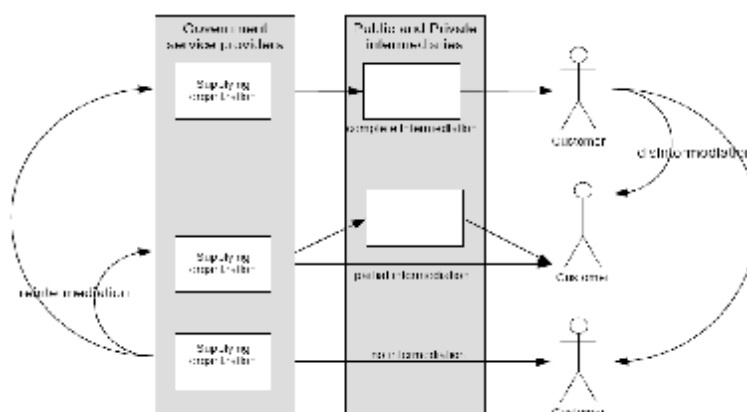 Government
service providers
Public and Private
intermediaries
Supplying
organization
complete intermediation
Customer
disintermediation
Supplying
organization
partial intermediation
Customer
reintermediation
Supplying
organization
no intermediation
Customer